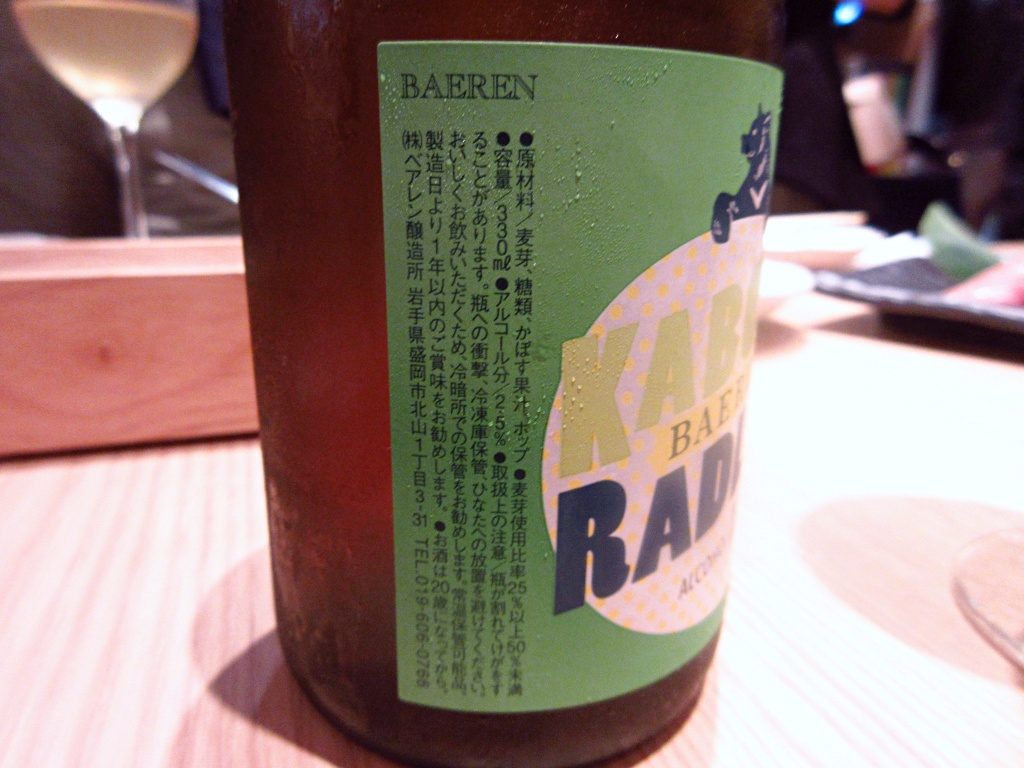 BAEREN
●原材料/麦芽、糖類、かぼす果汁、ホップ ●麦芽使用比率25%以上50%未満
●容量/330㎖ ●アルコール分/2.5% ●取扱上の注意/瓶が割れてけがをす
ることがあります。瓶への衝撃、冷凍庫保管、ひなたへの放置を避けてください。
おいしくお飲みいただくため、冷暗所での保管をお勧めします。常温保管可能品。
製造日より1年以内のご賞味をお勧めします。 ●お酒は20歳になってから。
㈱ベアレン醸造所 岩手県盛岡市北山1丁目3-31 TEL.019-606-0766
KAB
BAE
RAD
ALCOHO